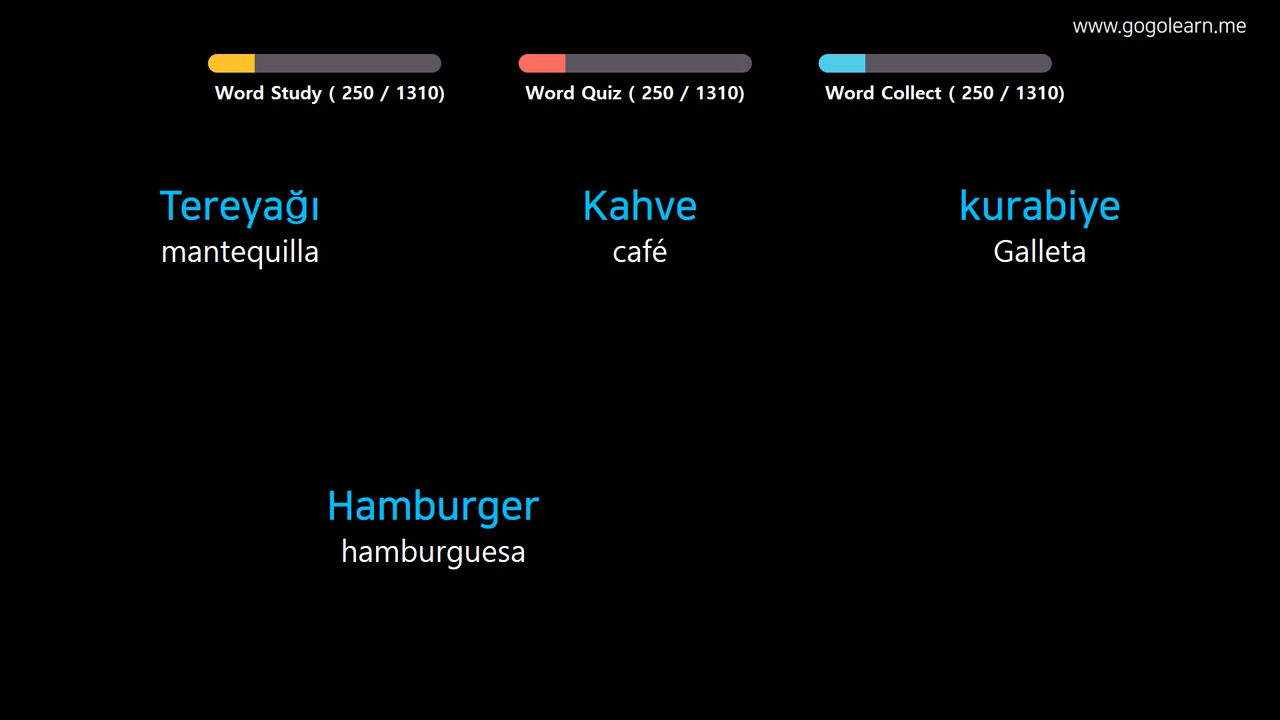 www.gogolearn.me
Word Study ( 250 / 1310)
Word Quiz ( 250 / 1310)
Word Collect ( 250 / 1310)
Tereyağı
mantequilla
Kahve
café
kurabiye
Galleta
Hamburger
hamburguesa